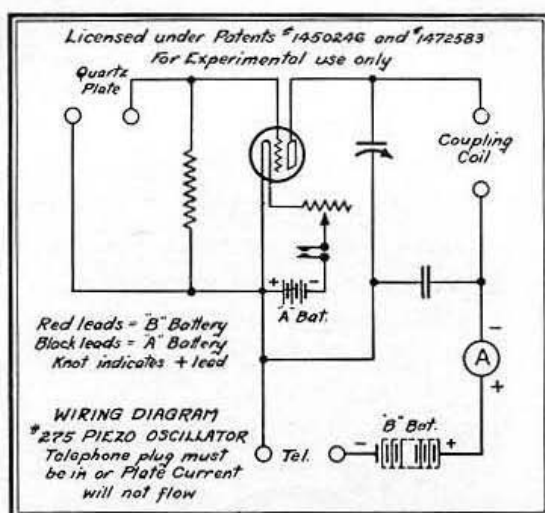 Licensed under Patents #1450246 and #1472583
For Experimental use only
Quartz
Plate
Coupling
Coil
+ -
"A" Bat.
Red leads = "B" Battery
Black leads = "A" Battery
Knot indicates + lead
-
A
+
WIRING DIAGRAM
#275 PIEZO OSCILLATOR
Telephone plug must
be in or Plate Current
will not flow
Tel.
- "B" Bat. +